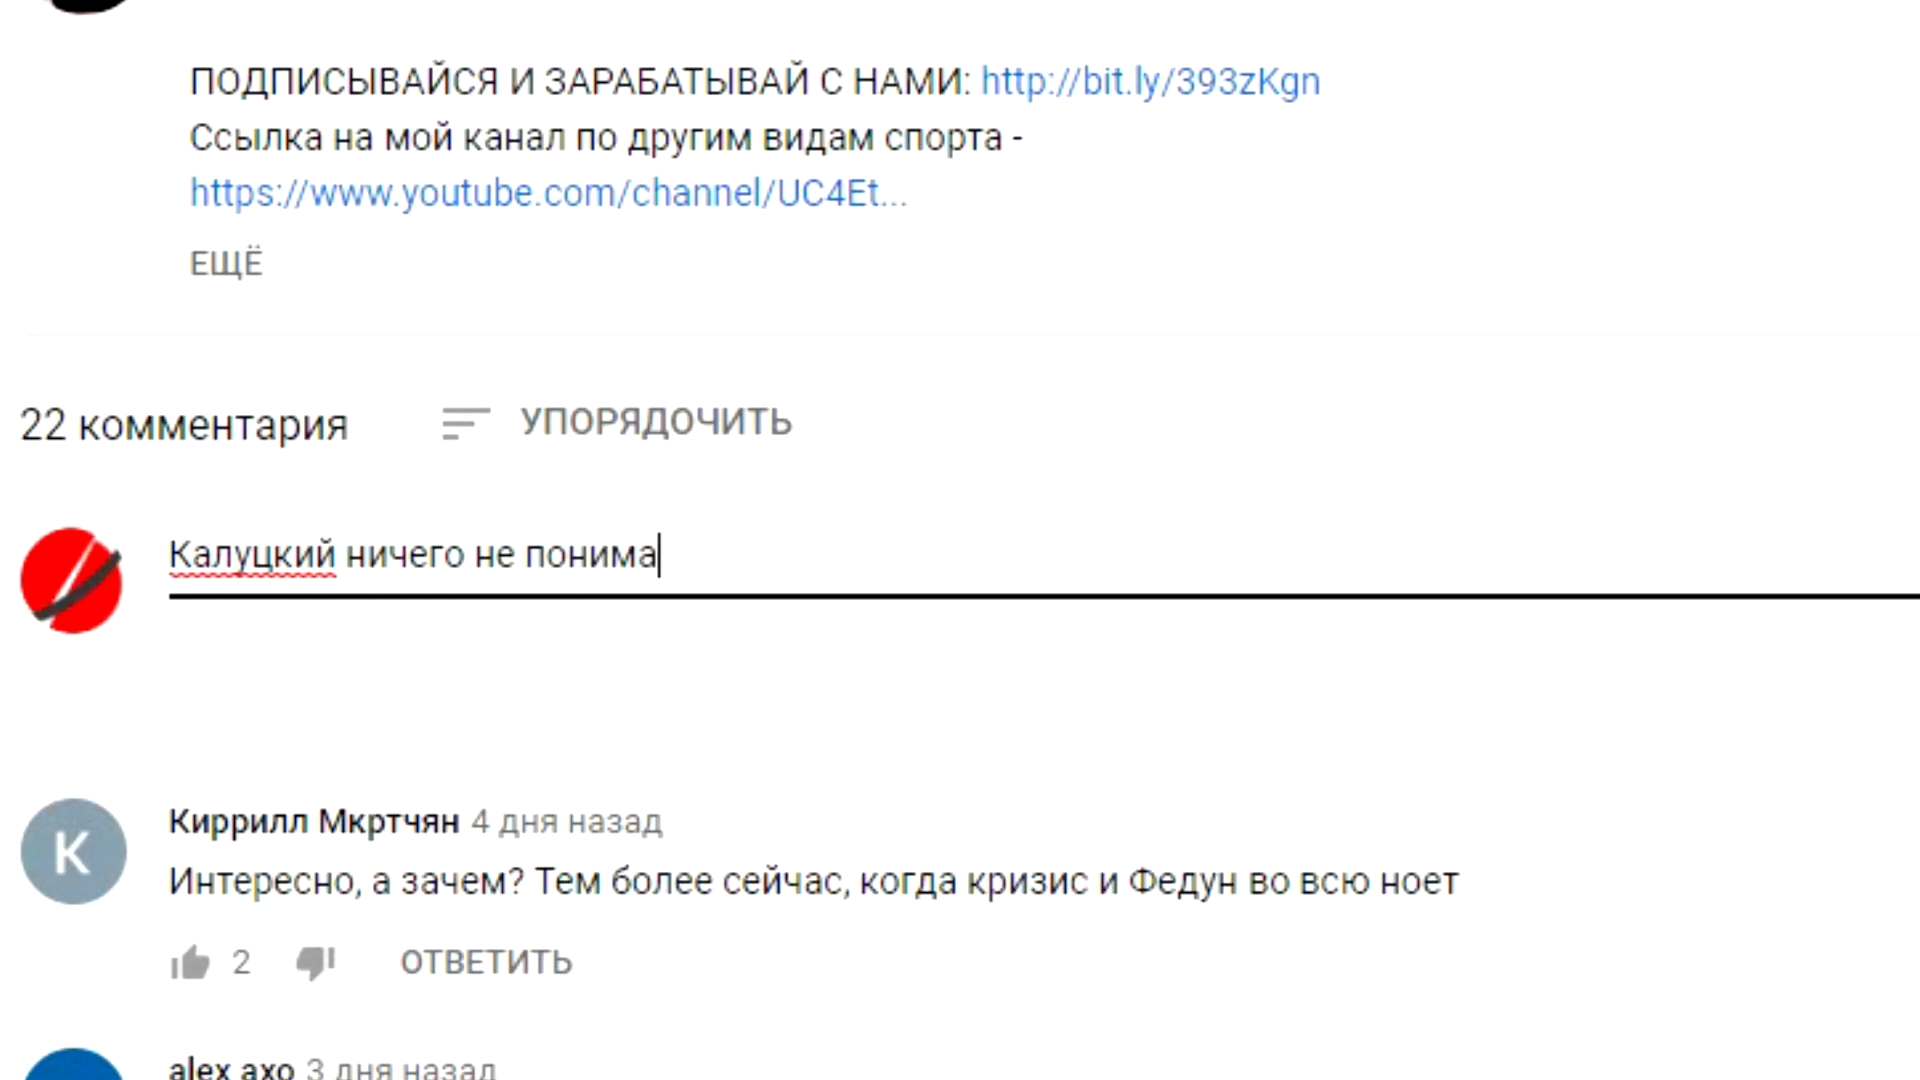 ПОДПИСЫВАЙСЯ И ЗАРАБАТЫВАЙ С НАМИ: http://bit.ly/393zKgn
Ссылка на мой канал по другим видам спорта -
https://www.youtube.com/channel/UC4Et...
ЕЩЁ
22 комментария УПОРЯДОЧИТЬ
Калуцкий ничего не понима
К
Киррилл Мкртчян 4 дня назад
Интересно, а зачем? Тем более сейчас, когда кризис и Федун во всю ноет
2 ОТВЕТИТЬ
alex axo 3 дня назад